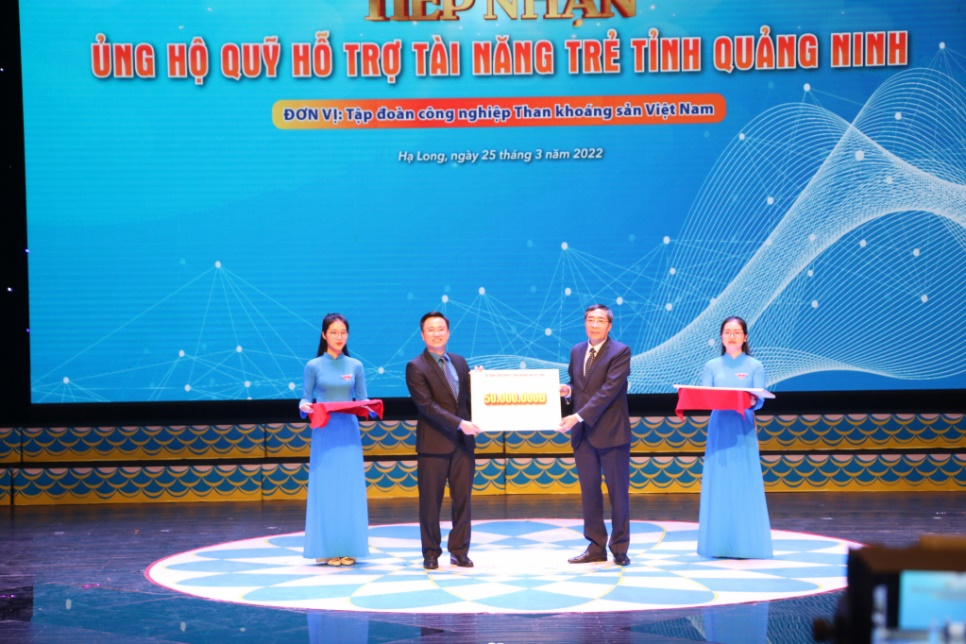 TIẾP NHẬN
ỦNG HỘ QUỸ HỖ TRỢ TÀI NĂNG TRẺ TỈNH QUẢNG NINH
ĐƠN VỊ: Tập đoàn công nghiệp Than khoáng sản Việt Nam
Hạ Long, ngày 25 tháng 3 năm 2022
50.000.000Đ